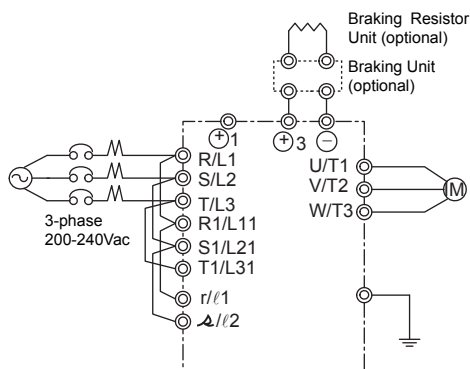 Braking Resistor
Unit (optional)
Braking Unit
(optional)
⊕1
⊕3
⊖
R/L1
S/L2
T/L3
R1/L11
S1/L21
T1/L31
r/ℓ1
𝓈/ℓ2
3-phase
200-240Vac
U/T1
V/T2
W/T3
M